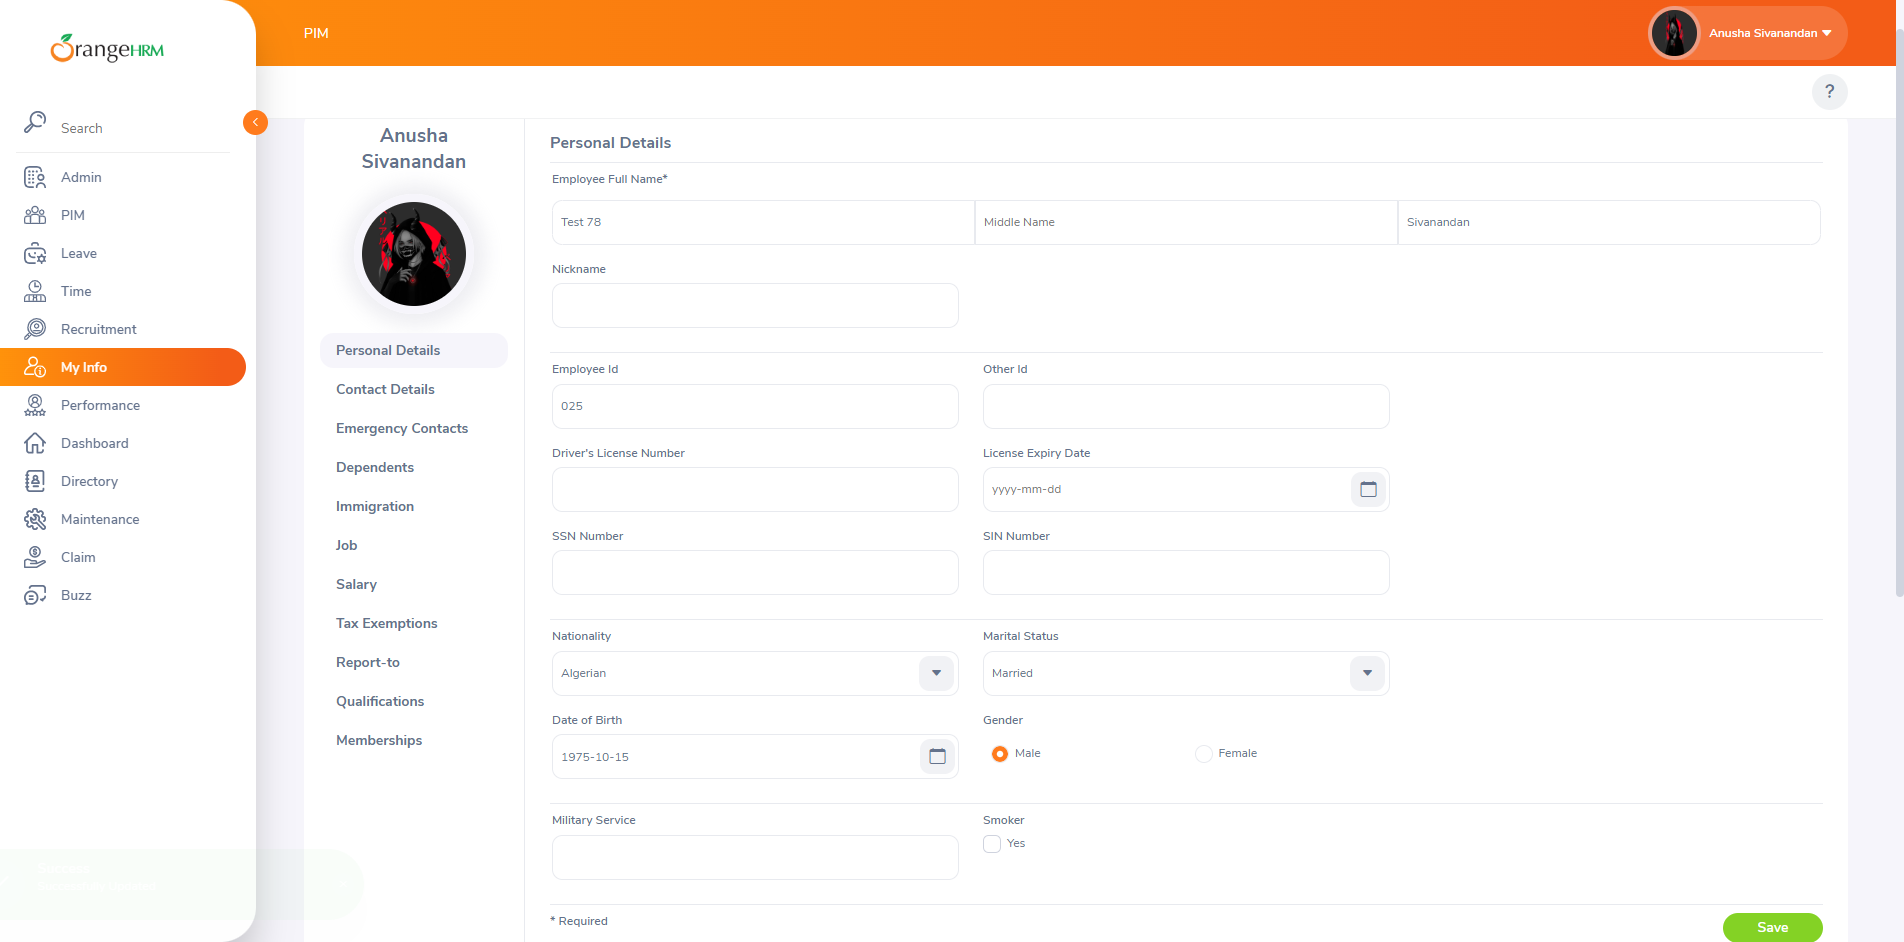 OrangeHRM
PIM
Anusha Sivanandan
?
Search
Admin
PIM
Leave
Time
Recruitment
My Info
Performance
Dashboard
Directory
Maintenance
Claim
Buzz
Anusha
Sivanandan
Personal Details
Contact Details
Emergency Contacts
Dependents
Immigration
Job
Salary
Tax Exemptions
Report-to
Qualifications
Memberships
Personal Details
Employee Full Name*
Test 78 Middle Name Sivanandan
Nickname
Employee Id Other Id
025
Driver's License Number License Expiry Date
yyyy-mm-dd
SSN Number SIN Number
Nationality Marital Status
Algerian Married
Date of Birth Gender
1975-10-15 Male Female
Military Service Smoker
Yes
* Required Save
Success
Successfully Updated